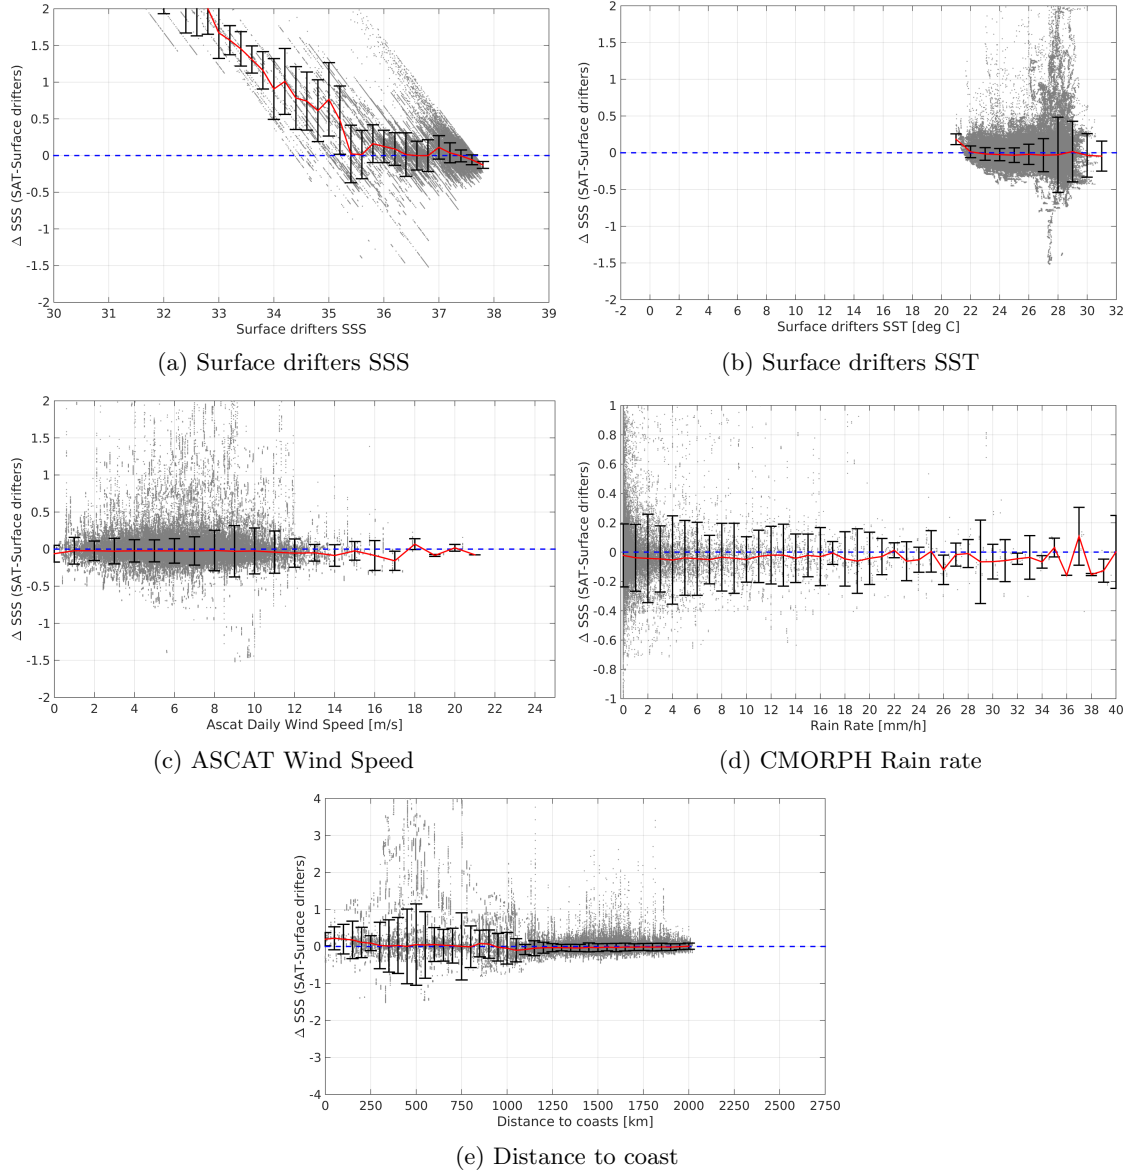 2
1.5
1
0.5
0
-0.5
-1
-1.5
-2
Δ SSS (SAT-Surface drifters)
30 31 32 33 34 35 36 37 38 39
Surface drifters SSS
(a) Surface drifters SSS
2
1.5
1
0.5
0
-0.5
-1
-1.5
-2
Δ SSS (SAT-Surface drifters)
-2 0 2 4 6 8 10 12 14 16 18 20 22 24 26 28 30 32
Surface drifters SST [deg C]
(b) Surface drifters SST
2
1.5
1
0.5
0
-0.5
-1
-1.5
-2
Δ SSS (SAT-Surface drifters)
0 2 4 6 8 10 12 14 16 18 20 22 24
Ascat Daily Wind Speed [m/s]
(c) ASCAT Wind Speed
1
0.8
0.6
0.4
0.2
0
-0.2
-0.4
-0.6
-0.8
-1
Δ SSS (SAT-Surface drifters)
0 2 4 6 8 10 12 14 16 18 20 22 24 26 28 30 32 34 36 38 40
Rain Rate [mm/h]
(d) CMORPH Rain rate
4
3
2
1
0
-1
-2
-3
-4
Δ SSS (SAT-Surface drifters)
0 250 500 750 1000 1250 1500 1750 2000 2250 2500 2750
Distance to coasts [km]
(e) Distance to coast